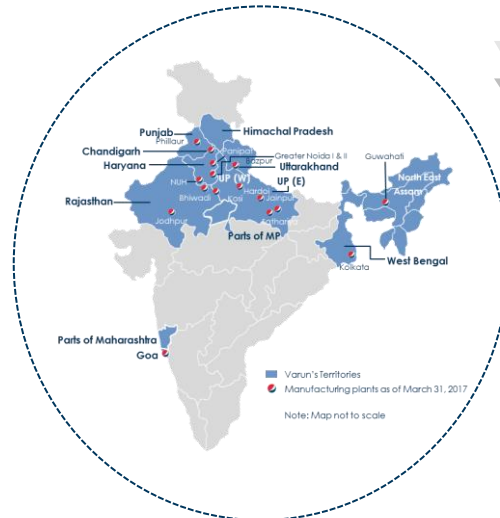 Punjab
Phillaur
Himachal Pradesh
Chandigarh
Panipat
Haryana
Greater Noida I & II
Bazpur
Uttarakhand
Guwahati
NUH
UP (W)
UP (E)
North East
Hardoi
Assam
Rajasthan
Bhiwadi
Kosi
Jainpur
Jodhpur
Sathariya
Parts of MP
West Bengal
Kolkata
Parts of Maharashtra
Goa
Varun's Territories
Manufacturing plants as of March 31, 2017
Note: Map not to scale